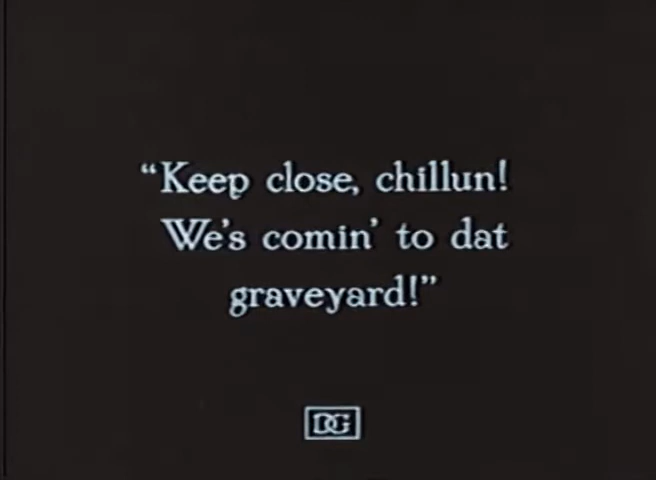 “Keep close, chillun!
We's comin' to dat
graveyard!”
DG